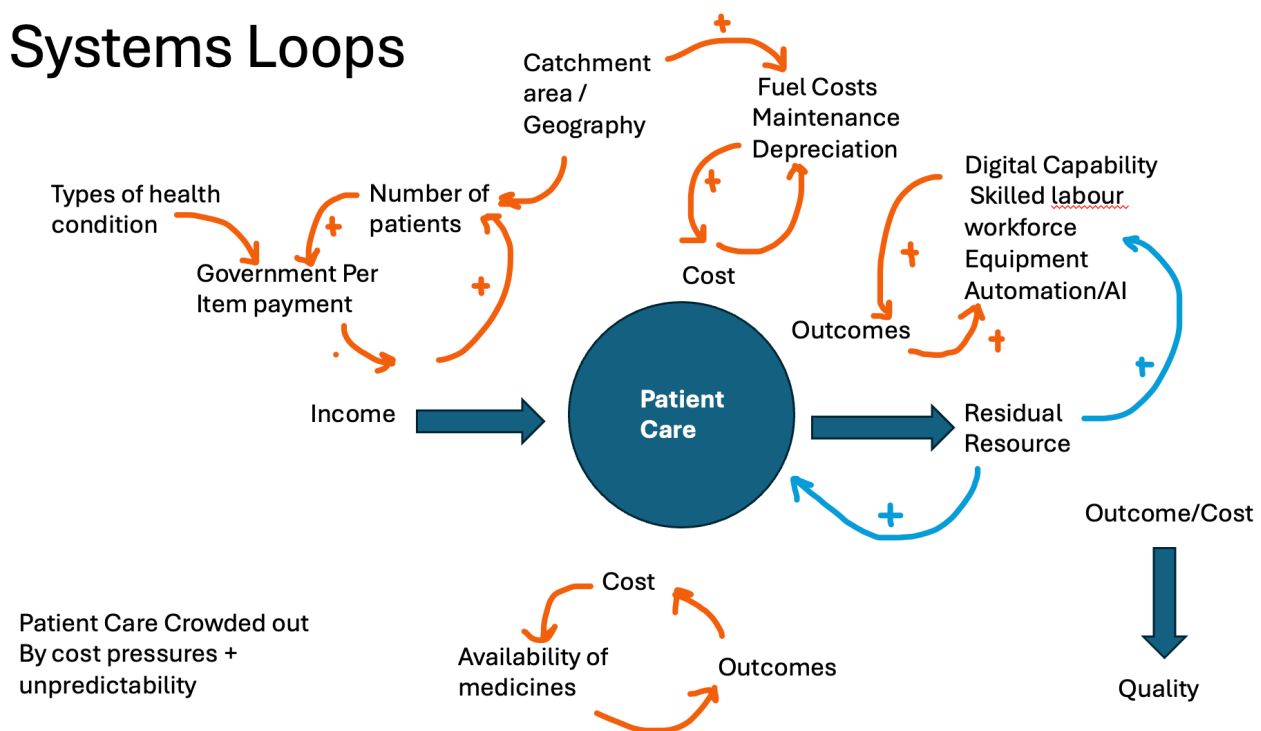 Systems Loops
Catchment
area /
Geography
+
Fuel Costs
Maintenance
Depreciation
+
Cost
Types of health
condition
Number of
patients
+
Government Per
Item payment
+
Income
Digital Capability
Skilled labour
workforce
Equipment
Automation/AI
+
Outcomes
+
Patient
Care
Residual
Resource
+
+
Outcome/Cost
Quality
Cost
Availability of
medicines
Outcomes
Patient Care Crowded out
By cost pressures +
unpredictability